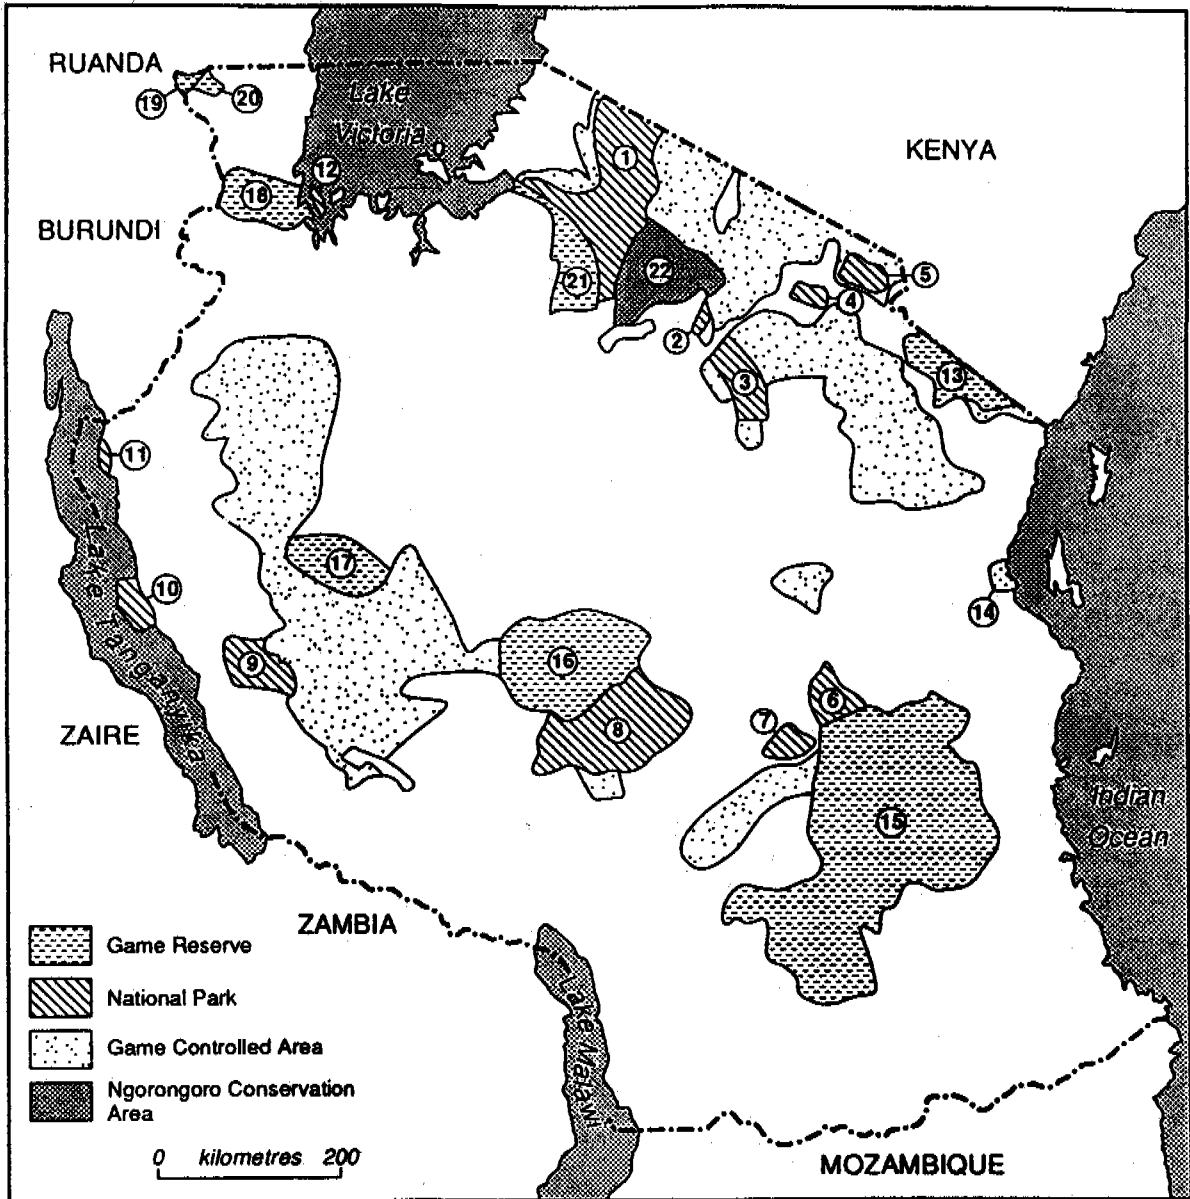 RUANDA
19
20
Lake
Victoria
KENYA
1
12
18
BURUNDI
22
21
5
4
2
3
13
11
Lake Tanganyika
17
10
14
9
16
6
7
8
ZAIRE
15
Indian
Ocean
ZAMBIA
Lake Malawi
Game Reserve
National Park
Game Controlled Area
Ngorongoro Conservation
Area
0 kilometres 200
MOZAMBIQUE